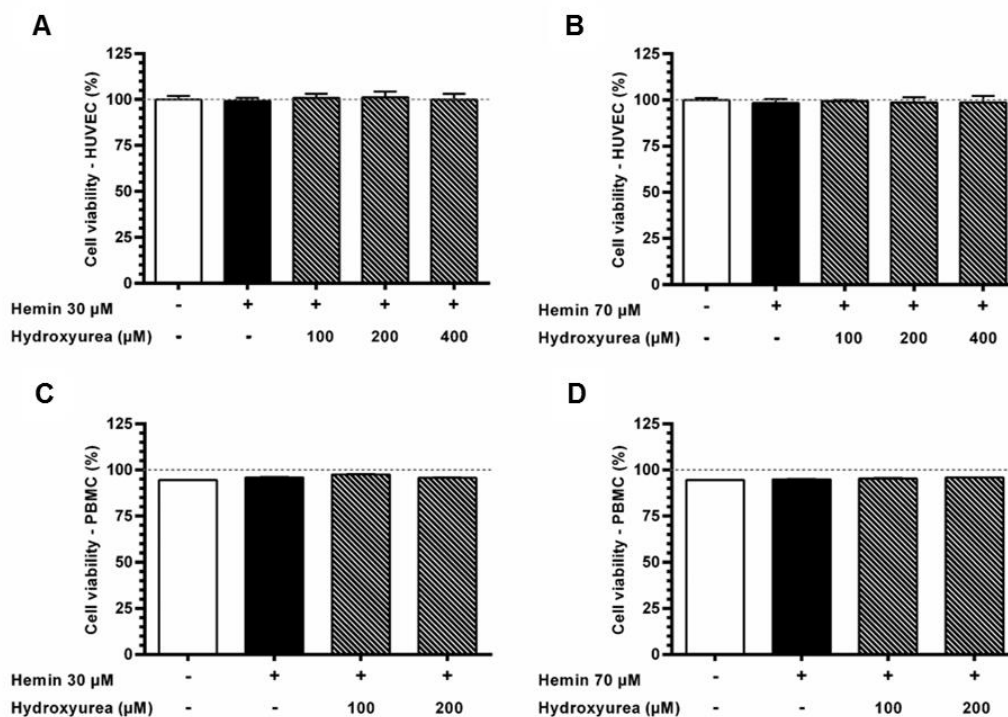 A
Cell viability - HUVEC (%)
125
100
75
50
25
0
Hemin 30 µM - + + + +
Hydroxyurea (µM) - - 100 200 400
B
Cell viability - HUVEC (%)
125
100
75
50
25
0
Hemin 70 µM - + + + +
Hydroxyurea (µM) - - 100 200 400
C
Cell viability - PBMC (%)
125
100
75
50
25
0
Hemin 30 µM - + + +
Hydroxyurea (µM) - - 100 200
D
Cell viability - PBMC (%)
125
100
75
50
25
0
Hemin 70 µM - + + +
Hydroxyurea (µM) - - 100 200